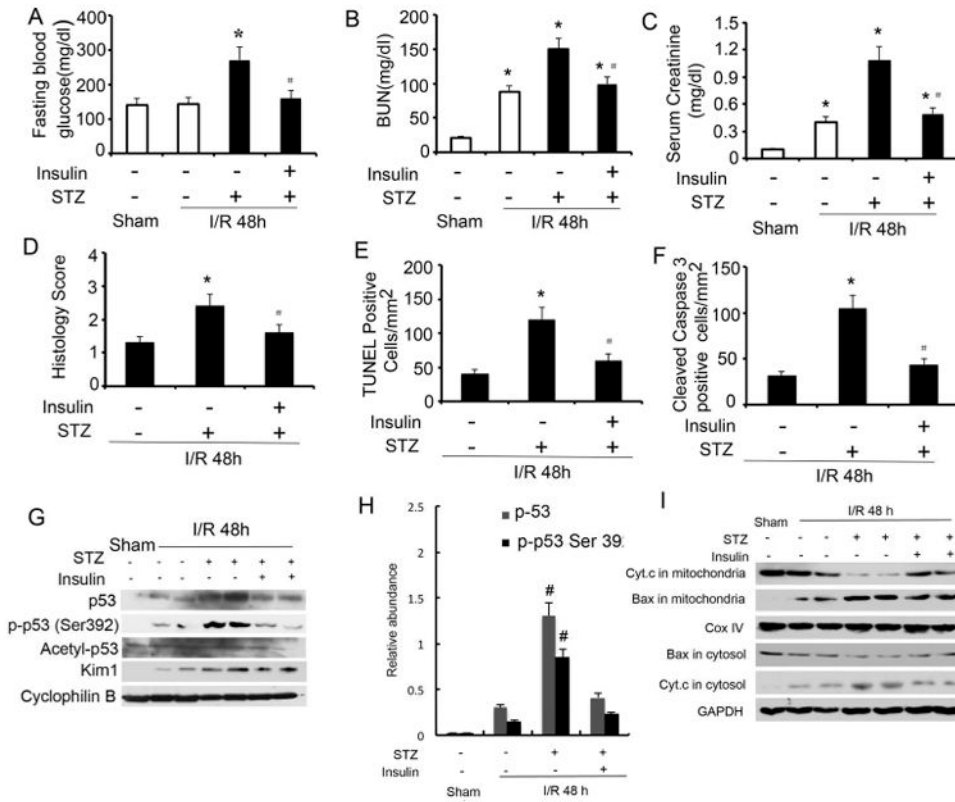 A
Fasting blood
glucose(mg/dl)
400
300
200
100
0
*
#
Insulin - - - +
STZ - - + +
Sham I/R 48h
B
BUN(mg/dl)
200
150
100
50
0
*
*
* #
Insulin - - - +
STZ - - + +
Sham I/R 48h
C
Serum Creatinine
(mg/dl)
1.5
1.2
0.9
0.6
0.3
0
*
*
* #
Insulin - - - +
STZ - - + +
Sham I/R 48h
D
Histology Score
4
3
2
1
0
*
#
Insulin - - +
STZ - + +
I/R 48h
E
TUNEL Positive
Cells/mm2
200
150
100
50
0
*
#
Insulin - - +
STZ - + +
I/R 48h
F
Cleaved Caspase 3
positive cells/mm2
150
100
50
0
*
#
Insulin - - +
STZ - + +
I/R 48h
G
I/R 48h
Sham
STZ - - - + + + +
Insulin - - - - - + +
p53
p-p53 (Ser392)
Acetyl-p53
Kim1
Cyclophilin B
H
Relative abundance
2.5
2
1.5
1
0.5
0
p-53
p-p53 Ser 392
#
#
STZ - - + +
Insulin - - - +
Sham I/R 48 h
I
I/R 48 h
Sham
STZ - - - + + + +
Insulin - - - - - + +
Cyt.c in mitochondria
Bax in mitochondria
Cox IV
Bax in cytosol
Cyt.c in cytosol
GAPDH